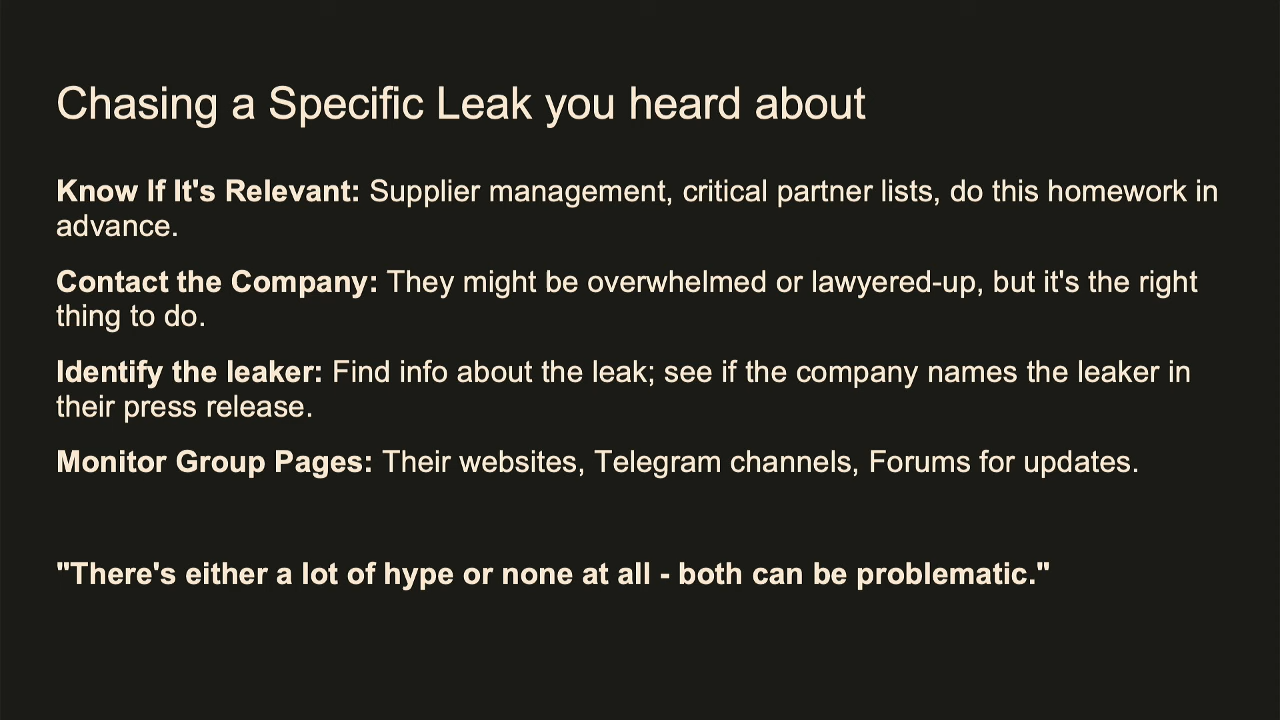 Chasing a Specific Leak you heard about
Know If It's Relevant: Supplier management, critical partner lists, do this homework in
advance.
Contact the Company: They might be overwhelmed or lawyered-up, but it's the right
thing to do.
Identify the leaker: Find info about the leak; see if the company names the leaker in
their press release.
Monitor Group Pages: Their websites, Telegram channels, Forums for updates.
"There's either a lot of hype or none at all - both can be problematic."